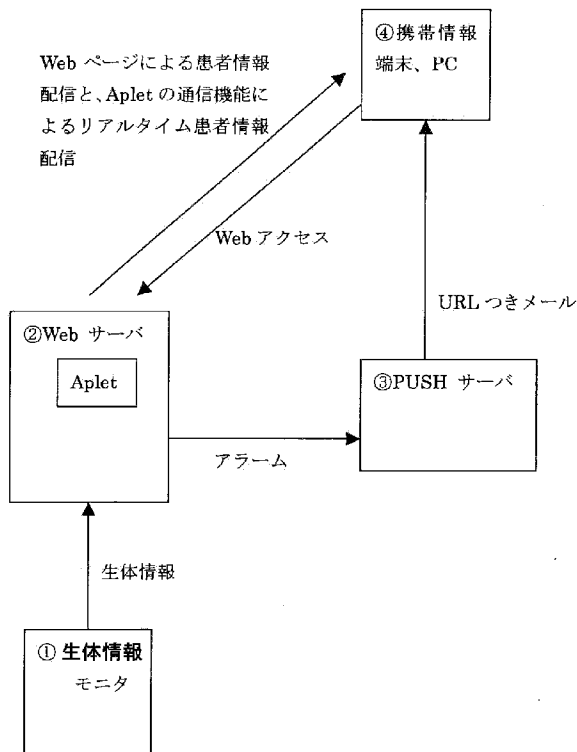 ④携帯情報
端末、PC
Web ページによる患者情報
配信と、Aplet の通信機能に
よるリアルタイム患者情報
配信
Web アクセス
URL つきメール
②Web サーバ
Aplet
③PUSH サーバ
アラーム
生体情報
① 生体情報
モニタ